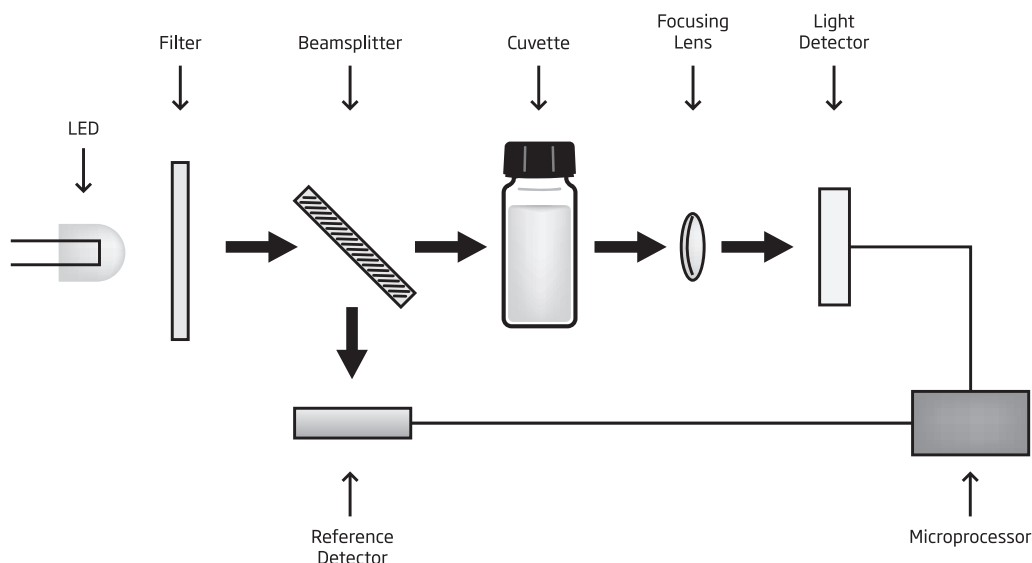 LED
Filter
Beamsplitter
Cuvette
Focusing
Lens
Light
Detector
Reference
Detector
Microprocessor